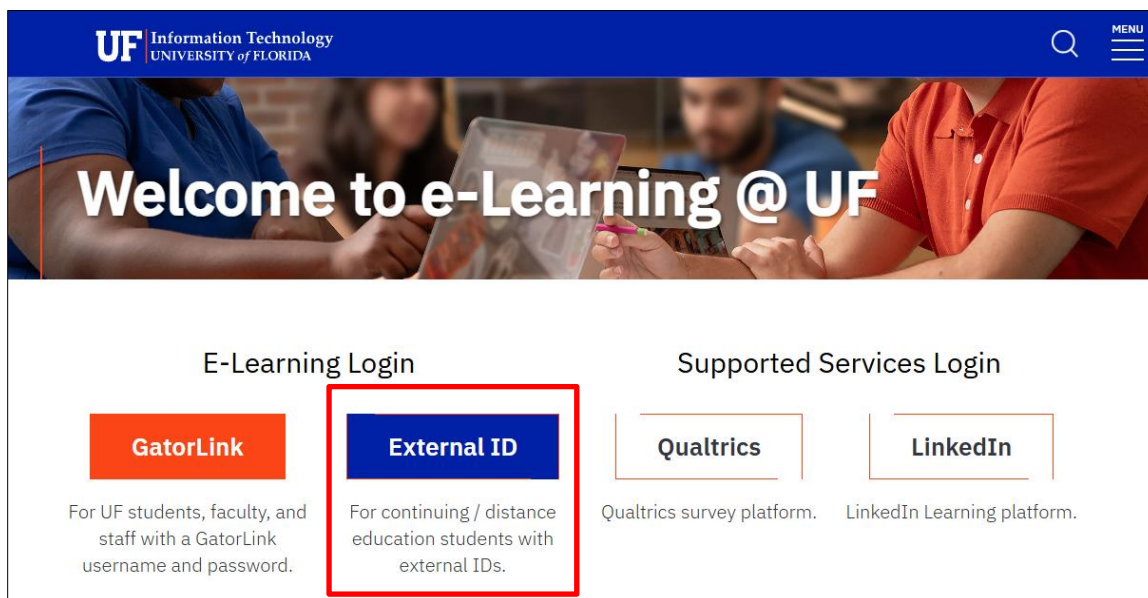 UF Information Technology
UNIVERSITY of FLORIDA
MENU
Welcome to e-Learning @ UF
E-Learning Login
GatorLink
For UF students, faculty, and
staff with a GatorLink
username and password.
External ID
For continuing / distance
education students with
external IDs.
Supported Services Login
Qualtrics
Qualtrics survey platform.
LinkedIn
LinkedIn Learning platform.